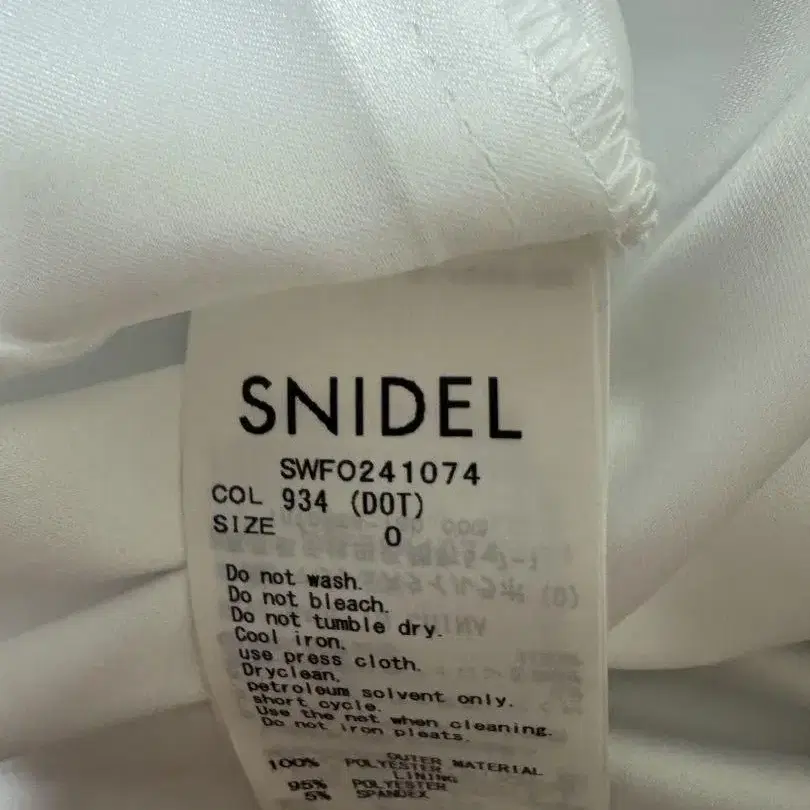 SNIDEL
SWFO241074
COL 934 (DOT)
SIZE 0
Do not wash.
Do not bleach.
Do not tumble dry.
Cool iron.
use press cloth.
Dryclean.
petroleum solvent only.
short cycle.
Use the net when cleaning.
Do not iron pleats.
OUTER MATERIAL
100% POLYESTER
LINING
95% POLYESTER
5% SPANDEX